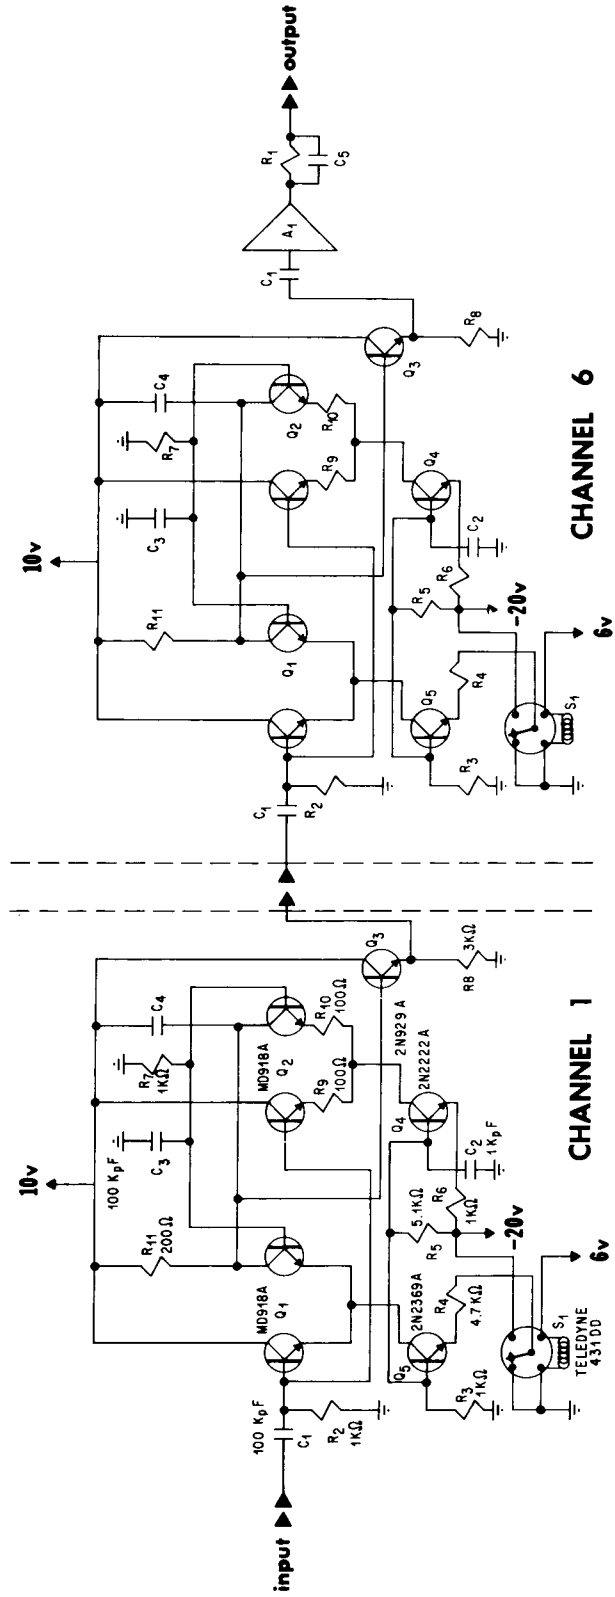 10v
10v
100 KpF
R11
200Ω
C3
R7
1KΩ
C4
MD918A
Q1
MD918A
Q2
R9
100Ω
R10
100Ω
Q3
2N929A
input
100 KpF
C1
R2
1KΩ
2N2369A
Q5
R3
1KΩ
R4
4.7KΩ
5.1KΩ
R5
R6
1KΩ
Q4
2N2222A
C2
1KpF
R8
3KΩ
-20v
6v
S1
TELEDYNE
431DD
CHANNEL 1
R11
C3
R7
C4
Q1
Q2
R9
R10
Q3
C1
R2
Q5
R3
R4
R5
R6
Q4
C2
R8
-20v
6v
S1
C1
A1
R1
C5
output
CHANNEL 6